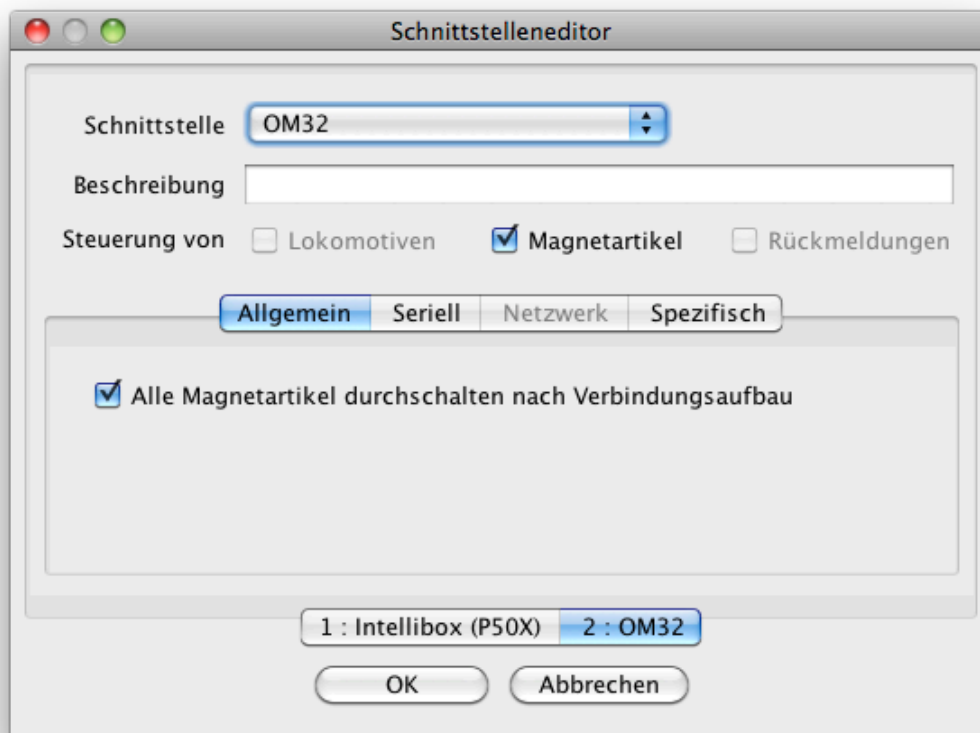 Schnittstelleneditor
Schnittstelle OM32
Beschreibung
Steuerung von Lokomotiven Magnetartikel Rückmeldungen
Allgemein Seriell Netzwerk Spezifisch
Alle Magnetartikel durchschalten nach Verbindungsaufbau
1 : Intellibox (P50X) 2 : OM32
OK Abbrechen